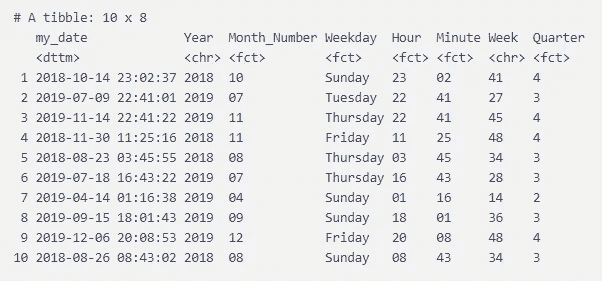 # A tibble: 10 x 8
my_date Year Month_Number Weekday Hour Minute Week Quarter
<dttm> <chr> <fct> <fct> <fct> <fct> <chr> <fct>
1 2018-10-14 23:02:37 2018 10 Sunday 23 02 41 4
2 2019-07-09 22:41:01 2019 07 Tuesday 22 41 27 3
3 2019-11-14 22:41:22 2019 11 Thursday 22 41 45 4
4 2018-11-30 11:25:16 2018 11 Friday 11 25 48 4
5 2018-08-23 03:45:55 2018 08 Thursday 03 45 34 3
6 2019-07-18 16:43:22 2019 07 Thursday 16 43 28 3
7 2019-04-14 01:16:38 2019 04 Sunday 01 16 14 2
8 2019-09-15 18:01:43 2019 09 Sunday 18 01 36 3
9 2019-12-06 20:08:53 2019 12 Friday 20 08 48 4
10 2018-08-26 08:43:02 2018 08 Sunday 08 43 34 3